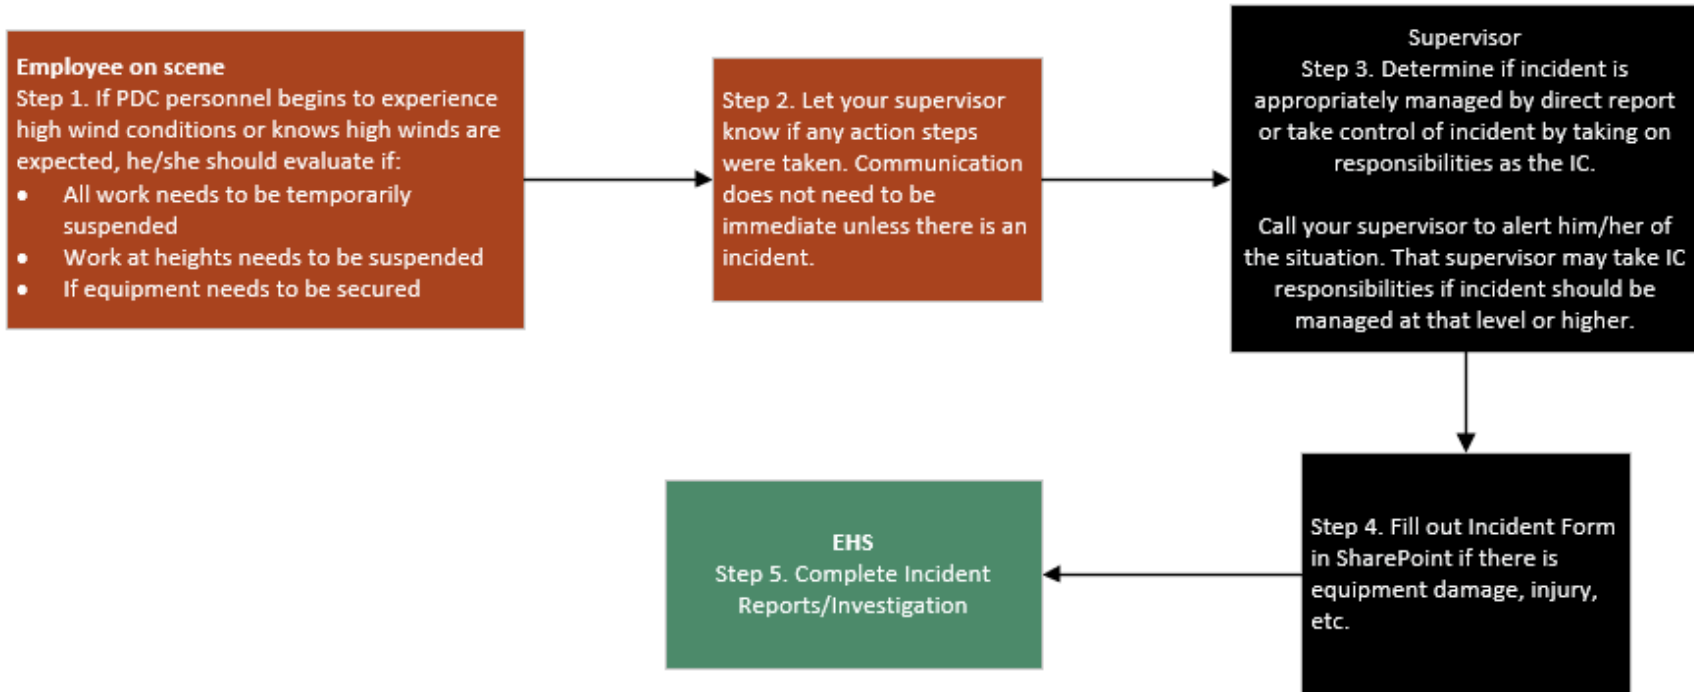 Employee on scene
Step 1. If PDC personnel begins to experience
high wind conditions or knows high winds are
expected, he/she should evaluate if:
• All work needs to be temporarily
suspended
• Work at heights needs to be suspended
• If equipment needs to be secured
Step 2. Let your supervisor
know if any action steps
were taken. Communication
does not need to be
immediate unless there is an
incident.
Supervisor
Step 3. Determine if incident is
appropriately managed by direct report
or take control of incident by taking on
responsibilities as the IC.
Call your supervisor to alert him/her of
the situation. That supervisor may take IC
responsibilities if incident should be
managed at that level or higher.
Step 4. Fill out Incident Form
in SharePoint if there is
equipment damage, injury,
etc.
EHS
Step 5. Complete Incident
Reports/Investigation